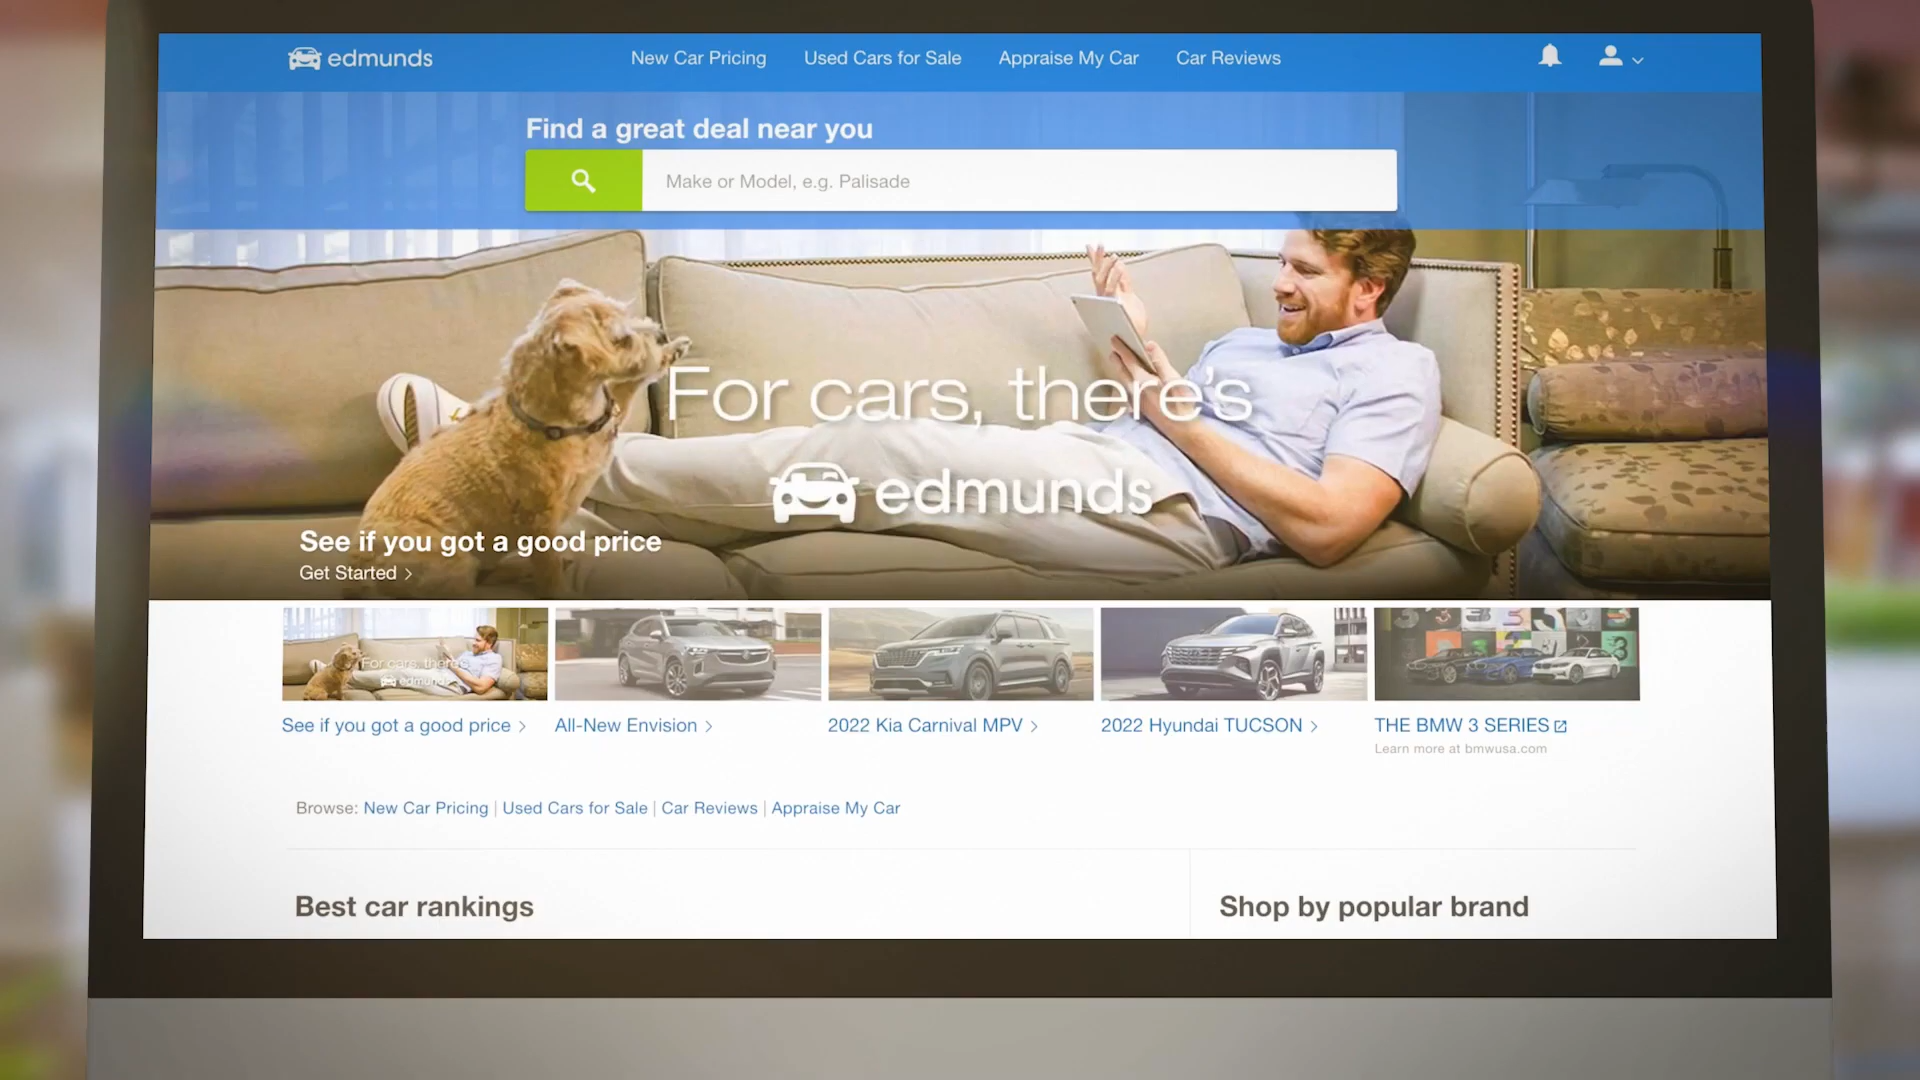 edmunds
New Car Pricing
Used Cars for Sale
Appraise My Car
Car Reviews
Find a great deal near you
Make or Model, e.g. Palisade
For cars, there's
edmunds
See if you got a good price
Get Started >
For cars, there's
edmunds
See if you got a good price >
All-New Envision >
2022 Kia Carnival MPV >
2022 Hyundai TUCSON >
THE BMW 3 SERIES
Learn more at bmwusa.com
Browse: New Car Pricing | Used Cars for Sale | Car Reviews | Appraise My Car
Best car rankings
Shop by popular brand